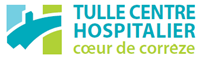 TULLE CENTRE
HOSPITALIER
cœur de corrèze